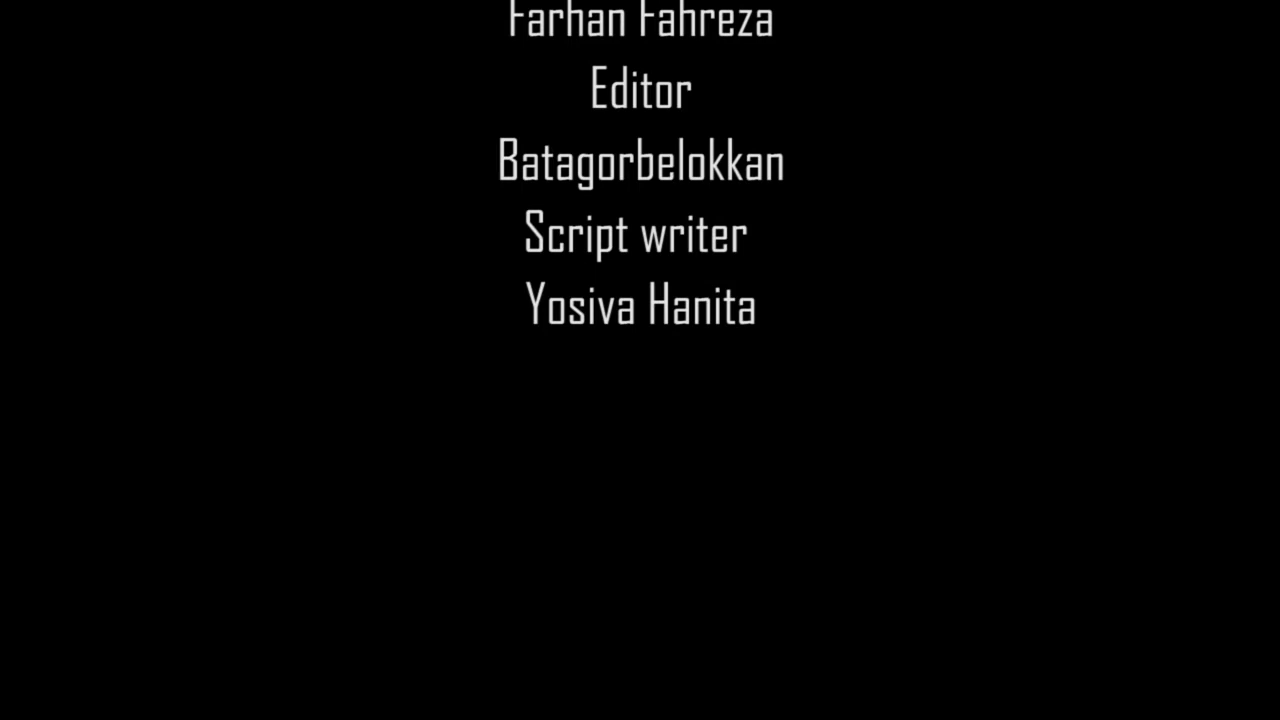 Farhan Fahreza
Editor
Batagorbelokkan
Script writer
Yosiva Hanita